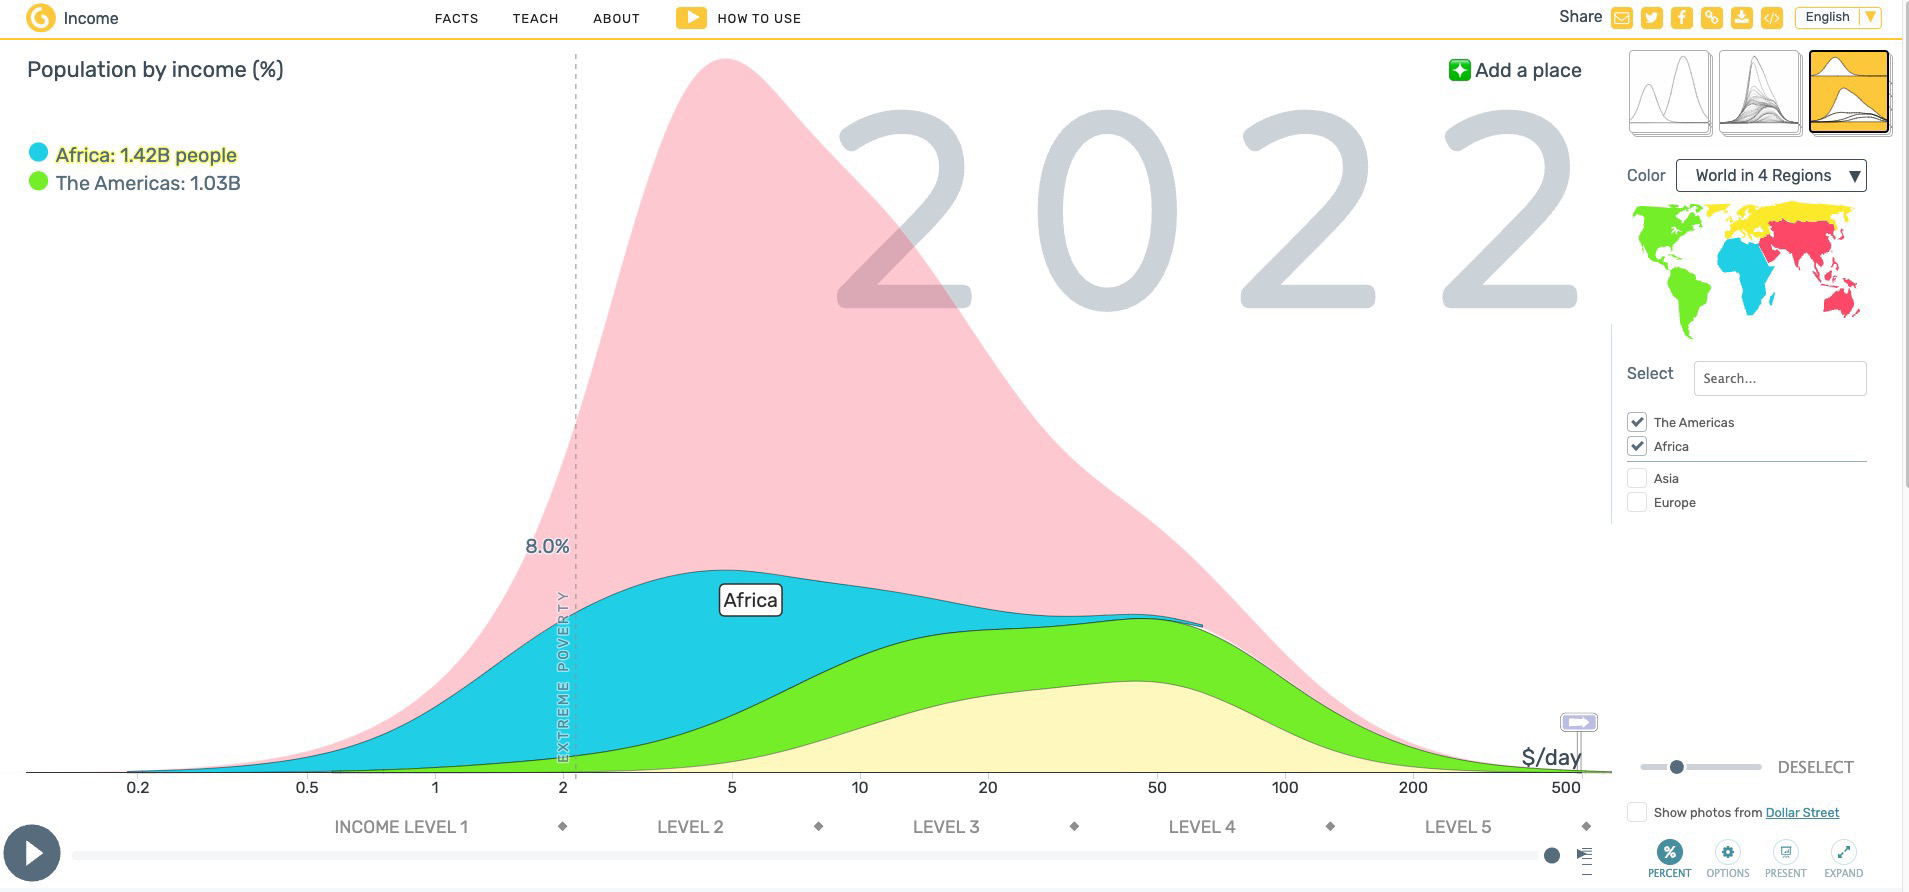 Income
FACTS TEACH ABOUT HOW TO USE
Share
English ▼
Population by income (%)
Add a place
2022
Africa: 1.42B people
The Americas: 1.03B
Color World in 4 Regions ▼
Select Search...
The Americas
Africa
Asia
Europe
8.0%
EXTREME POVERTY
Africa
$/day
0.2 0.5 1 2 5 10 20 50 100 200 500
INCOME LEVEL 1 LEVEL 2 LEVEL 3 LEVEL 4 LEVEL 5
DESELECT
Show photos from Dollar Street
%
PERCENT OPTIONS PRESENT EXPAND